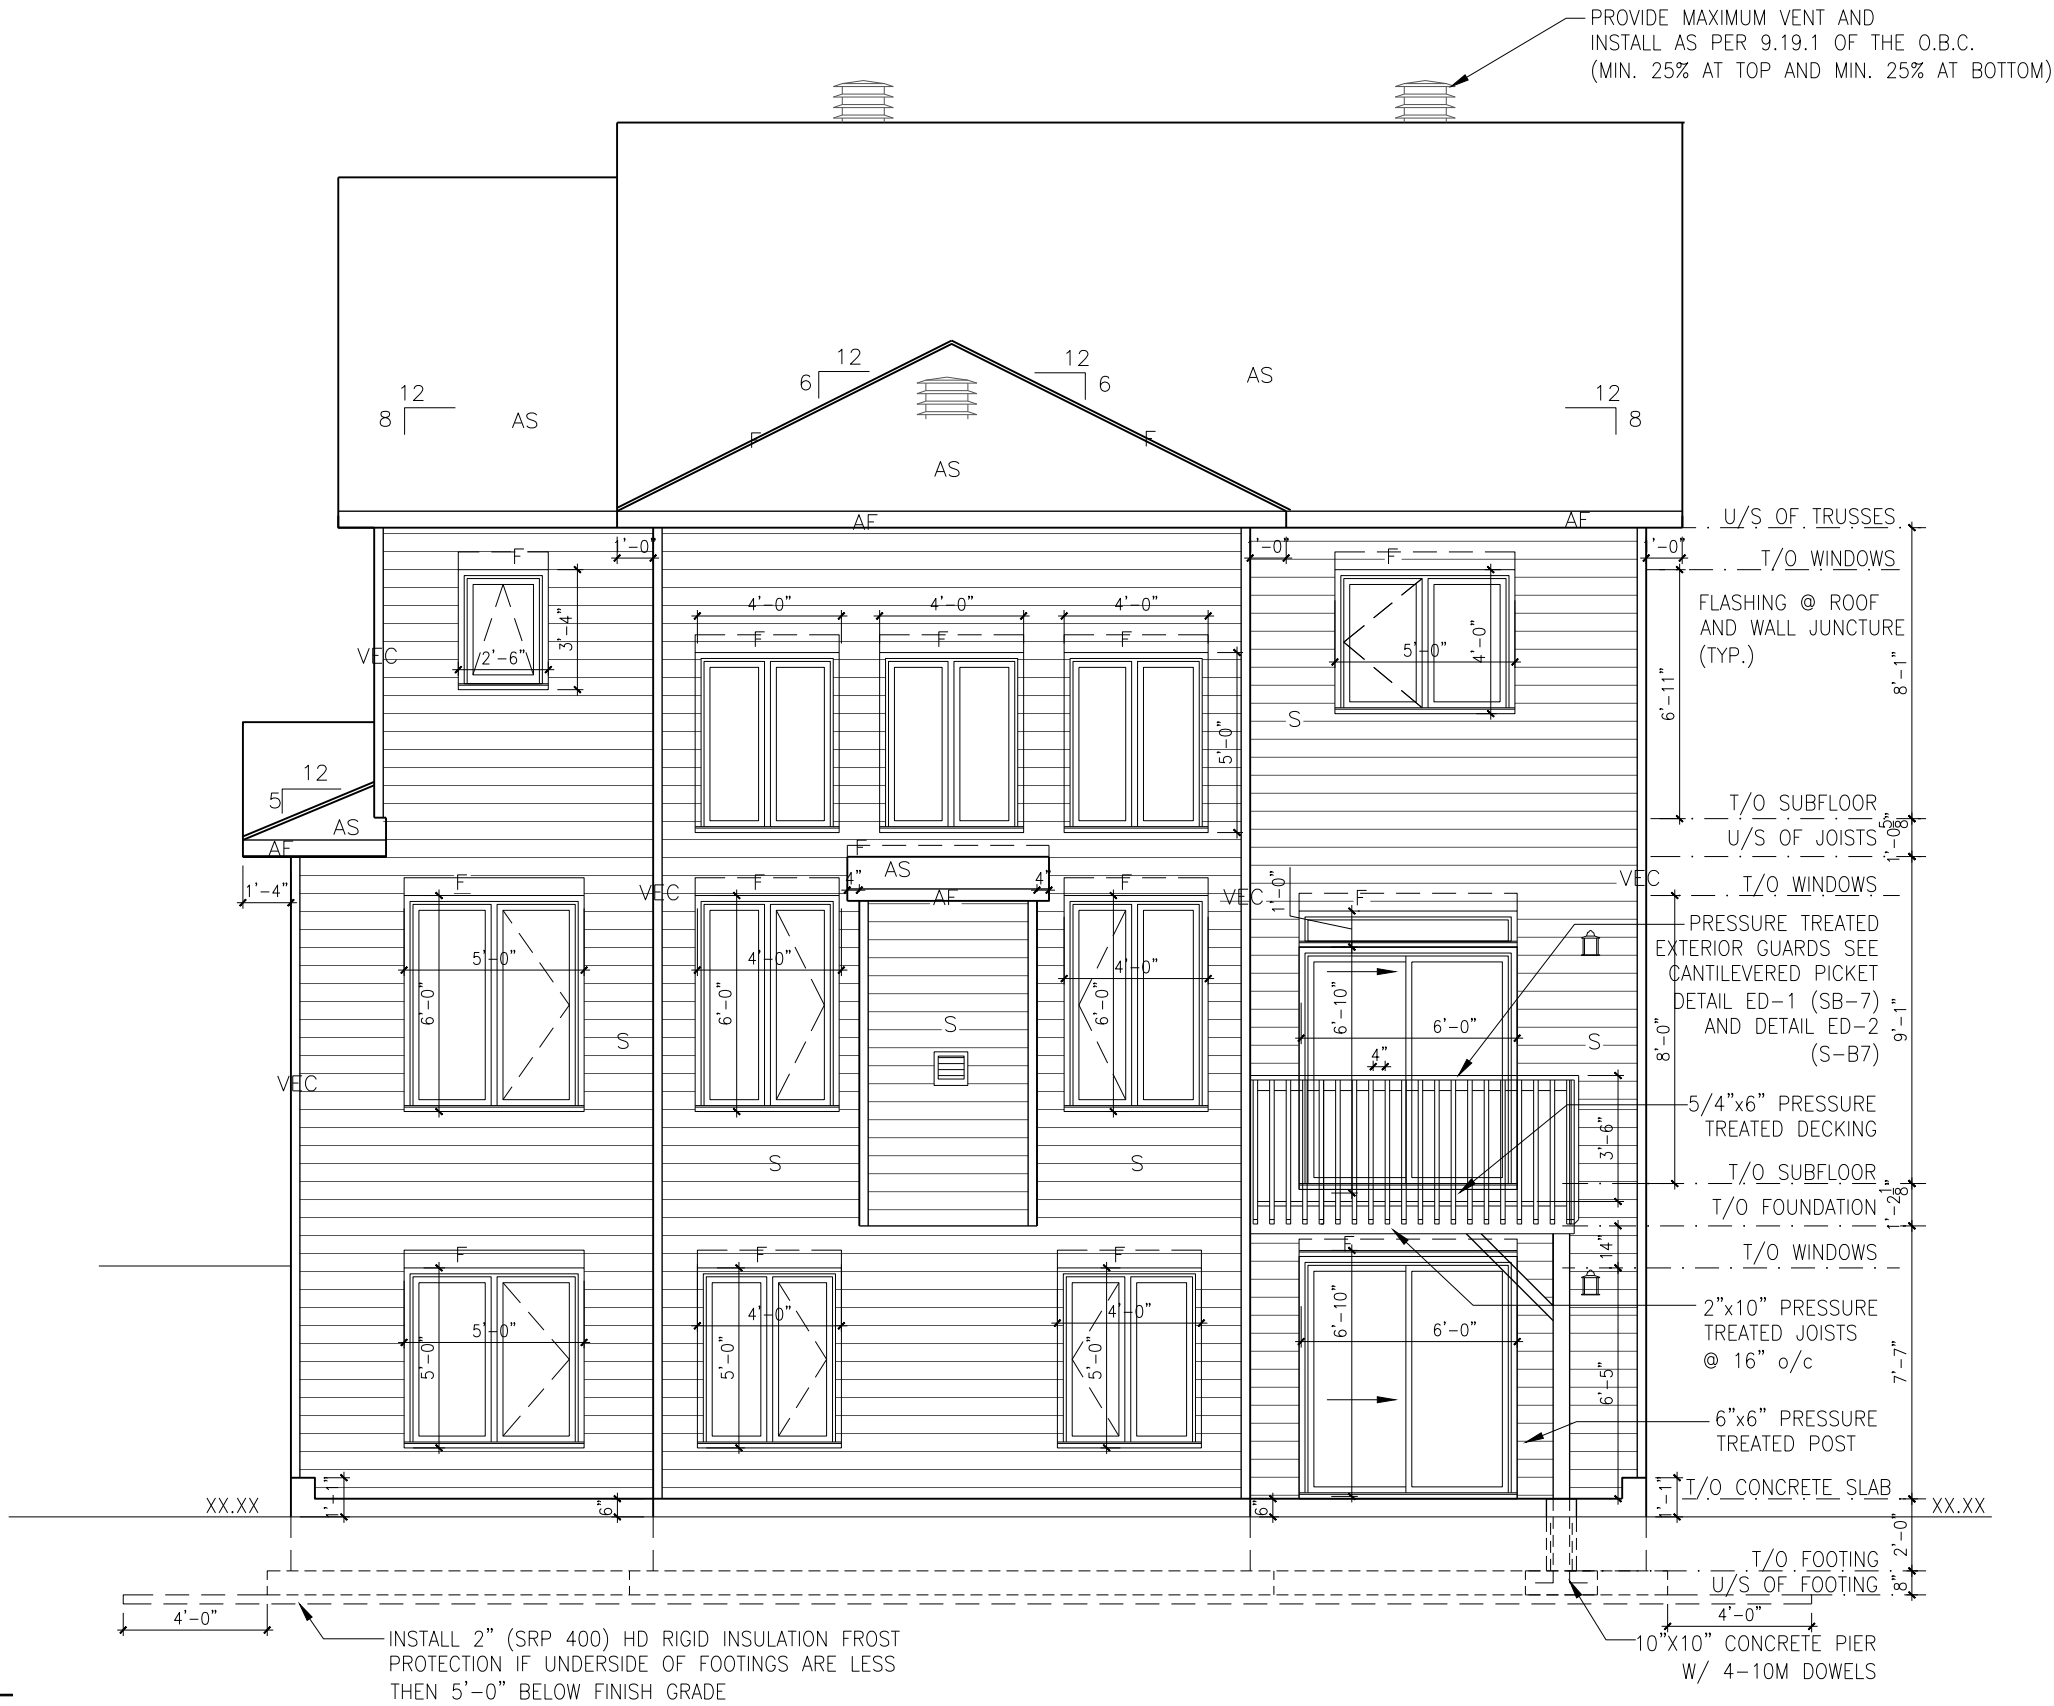 PROVIDE MAXIMUM VENT AND
INSTALL AS PER 9.19.1 OF THE O.B.C.
(MIN. 25% AT TOP AND MIN. 25% AT BOTTOM)
12
6
12
6
AS
12
8
AS
12
8
F
F
AS
AF
AF
U/S OF TRUSSES
1'-0"
1'-0"
1'-0"
F
F
T/O WINDOWS
FLASHING @ ROOF
AND WALL JUNCTURE
(TYP.)
4'-0"
4'-0"
4'-0"
3'-4"
2'-6"
F
F
F
4'-0"
5'-0"
VEC
8'-1"
6'-11"
S
5'-0"
12
5
AS
AF
T/O SUBFLOOR
U/S OF JOISTS
1'-0 5/8"
F
AS
4"
4"
AF
1'-4"
F
VEC
F
F
VEC
1'-0"
F
VEC
T/O WINDOWS
PRESSURE TREATED
EXTERIOR GUARDS SEE
CANTILEVERED PICKET
DETAIL ED-1 (SB-7)
AND DETAIL ED-2
(S-B7)
5'-0"
6'-0"
4'-0"
6'-0"
4'-0"
6'-0"
6'-10"
6'-0"
4"
S
S
S
8'-0"
9'-1"
VEC
5/4"x6" PRESSURE
TREATED DECKING
3'-6"
S
S
T/O SUBFLOOR
T/O FOUNDATION
1'-2 1/8"
F
F
F
F
14"
T/O WINDOWS
2"x10" PRESSURE
TREATED JOISTS
@ 16" o/c
5'-0"
5'-0"
4'-0"
5'-0"
4'-0"
5'-0"
6'-10"
6'-0"
6'-5"
7'-7"
6"x6" PRESSURE
TREATED POST
T/O CONCRETE SLAB
XX.XX
1'-1"
6"
6"
1'-1"
XX.XX
2'-0"
T/O FOOTING
U/S OF FOOTING
8"
4'-0"
4'-0"
INSTALL 2" (SRP 400) HD RIGID INSULATION FROST
PROTECTION IF UNDERSIDE OF FOOTINGS ARE LESS
THEN 5'-0" BELOW FINISH GRADE
10"X10" CONCRETE PIER
W/ 4-10M DOWELS